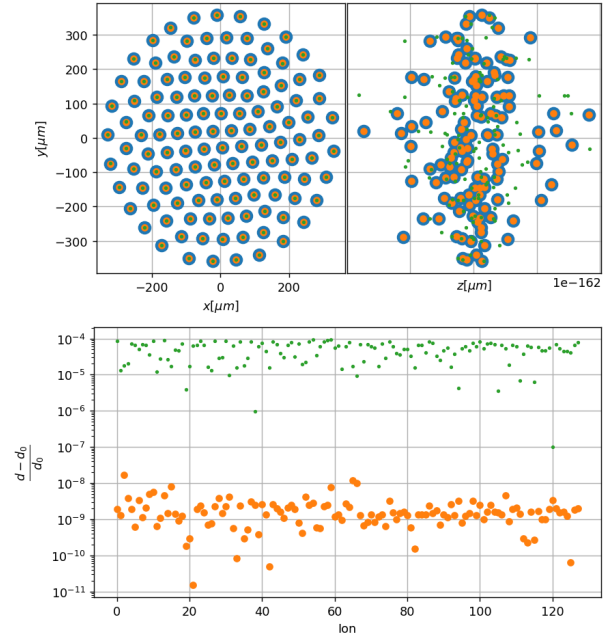 300
200
100
0
−100
−200
−300
y[μm]
−200 0 200
x[μm]
z[μm]
1e−162
10⁻⁴
10⁻⁵
10⁻⁶
10⁻⁷
10⁻⁸
10⁻⁹
10⁻¹⁰
10⁻¹¹
d − d₀
d₀
0 20 40 60 80 100 120
Ion